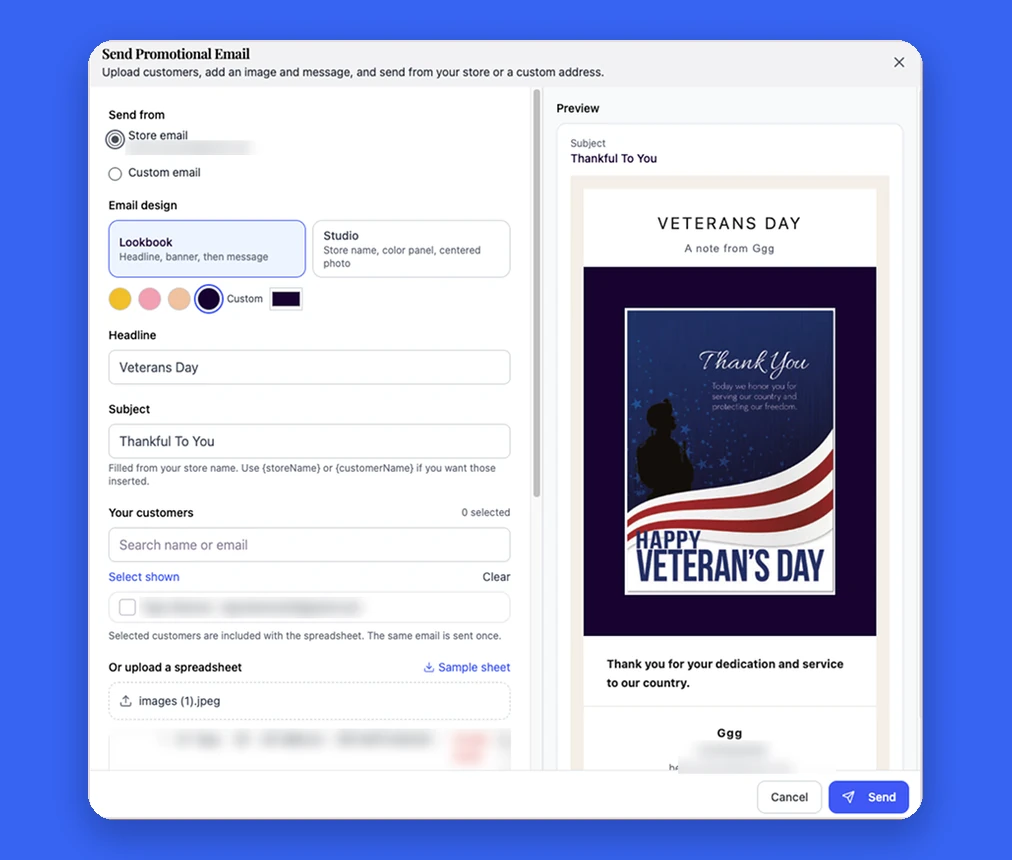 Send Promotional Email
Upload customers, add an image and message, and send from your store or a custom address.
Send from
Store email
Custom email
Email design
Lookbook
Headline, banner, then message
Studio
Store name, color panel, centered
photo
Custom
Headline
Veterans Day
Subject
Thankful To You
Filled from your store name. Use {storeName} or {customerName} if you want those
inserted.
Your customers
0 selected
Search name or email
Select shown
Clear
Selected customers are included with the spreadsheet. The same email is sent once.
Or upload a spreadsheet
Sample sheet
images (1).jpeg
Preview
Subject
Thankful To You
VETERANS DAY
A note from Ggg
Thank You
Today we honor you for
serving our country and
protecting our freedom.
HAPPY
VETERAN'S DAY
Thank you for your dedication and service
to our country.
Ggg
Cancel
Send